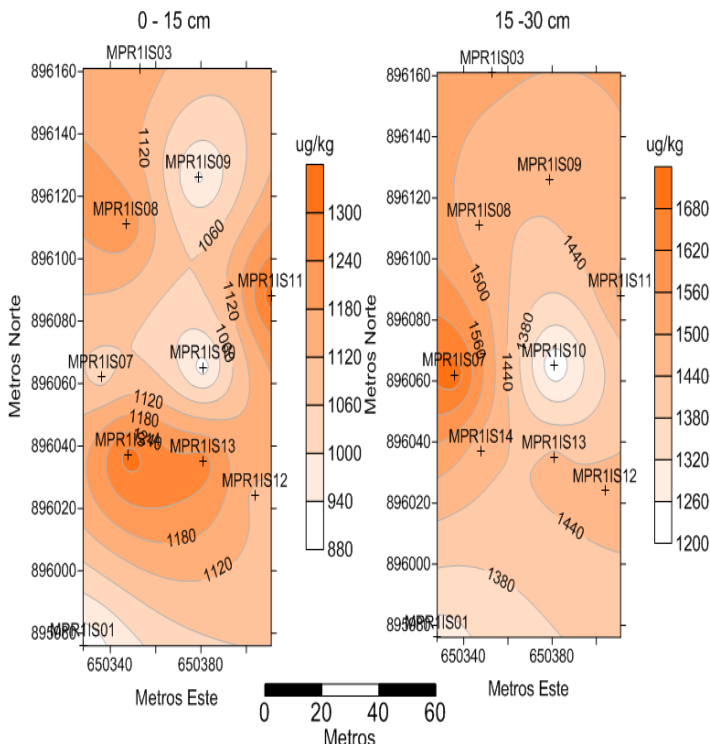 0 - 15 cm
MPR1IS03
896160
896140
896120
896100
896080
896060
896040
896020
896000
Metros Norte
1120
MPR1IS09
MPR1IS08
1060
MPR1IS11
1120
MPR1IS07
1120
1180
MPR1IS13
MPR1IS12
1180
1120
MPR1IS01
650340
650380
Metros Este
ug/kg
1300
1240
1180
1120
1060
1000
940
880
15 -30 cm
MPR1IS03
896160
896140
896120
896100
896080
896060
896040
896020
896000
Metros Norte
MPR1IS09
MPR1IS08
1440
1500
MPR1IS11
1380
1560
MPR1IS07
1440
MPR1IS10
MPR1IS14
MPR1IS13
MPR1IS12
1440
1380
MPR1IS01
650340
650380
Metros Este
ug/kg
1680
1620
1560
1500
1440
1380
1320
1260
1200
0 20 40 60
Metros